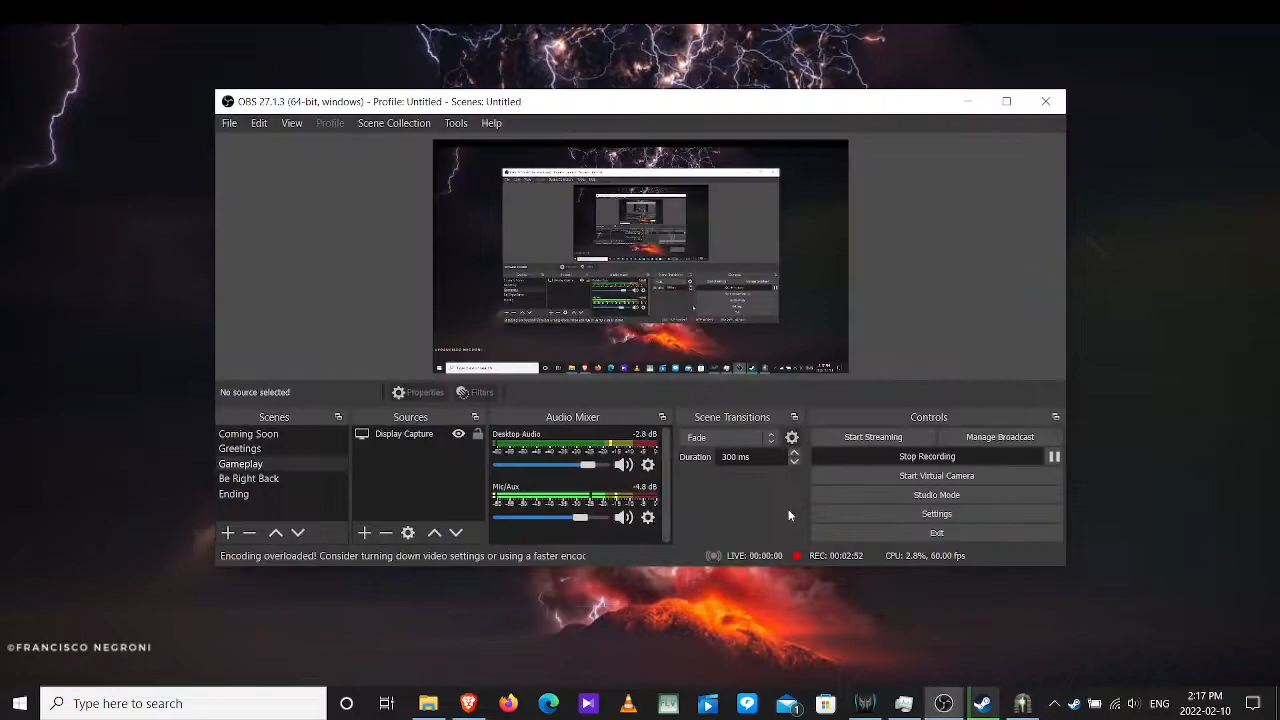 OBS 27.1.3 (64-bit, windows) - Profile: Untitled - Scenes: Untitled
File Edit View Profile Scene Collection Tools Help
No source selected Properties Filters
Scenes Sources Audio Mixer Scene Transitions Controls
Coming Soon
Greetings
Gameplay
Be Right Back
Ending
Display Capture
Desktop Audio -2.8 dB
Mic/Aux -4.8 dB
Fade
Duration 300 ms
Start Streaming Manage Broadcast
Stop Recording
Start Virtual Camera
Studio Mode
Settings
Exit
Encoding overloaded! Consider turning down video settings or using a faster encoc
LIVE: 00:00:00 REC: 00:02:52 CPU: 2.8%, 60.00 fps
©FRANCISCO NEGRONI
Type here to search
FLV
1
ENG
2:17 PM
2022-02-10